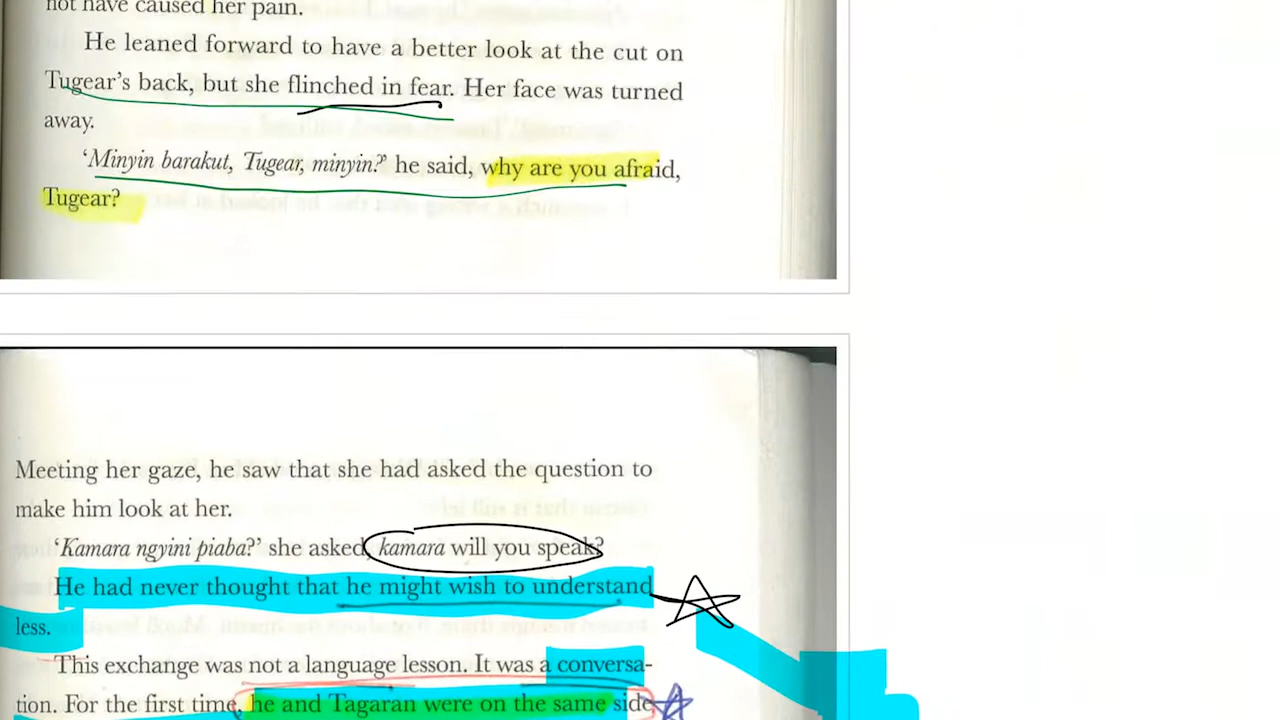 not have caused her pain.
He leaned forward to have a better look at the cut on
Tugear’s back, but she flinched in fear. Her face was turned
away.
‘Minyin barakut, Tugear, minyin?’ he said, why are you afraid,
Tugear?
Meeting her gaze, he saw that she had asked the question to
make him look at her.
‘Kamara ngyini piaba?’ she asked, kamara will you speak?
He had never thought that he might wish to understand
less.
This exchange was not a language lesson. It was a conversa-
tion. For the first time, he and Tagaran were on the same side